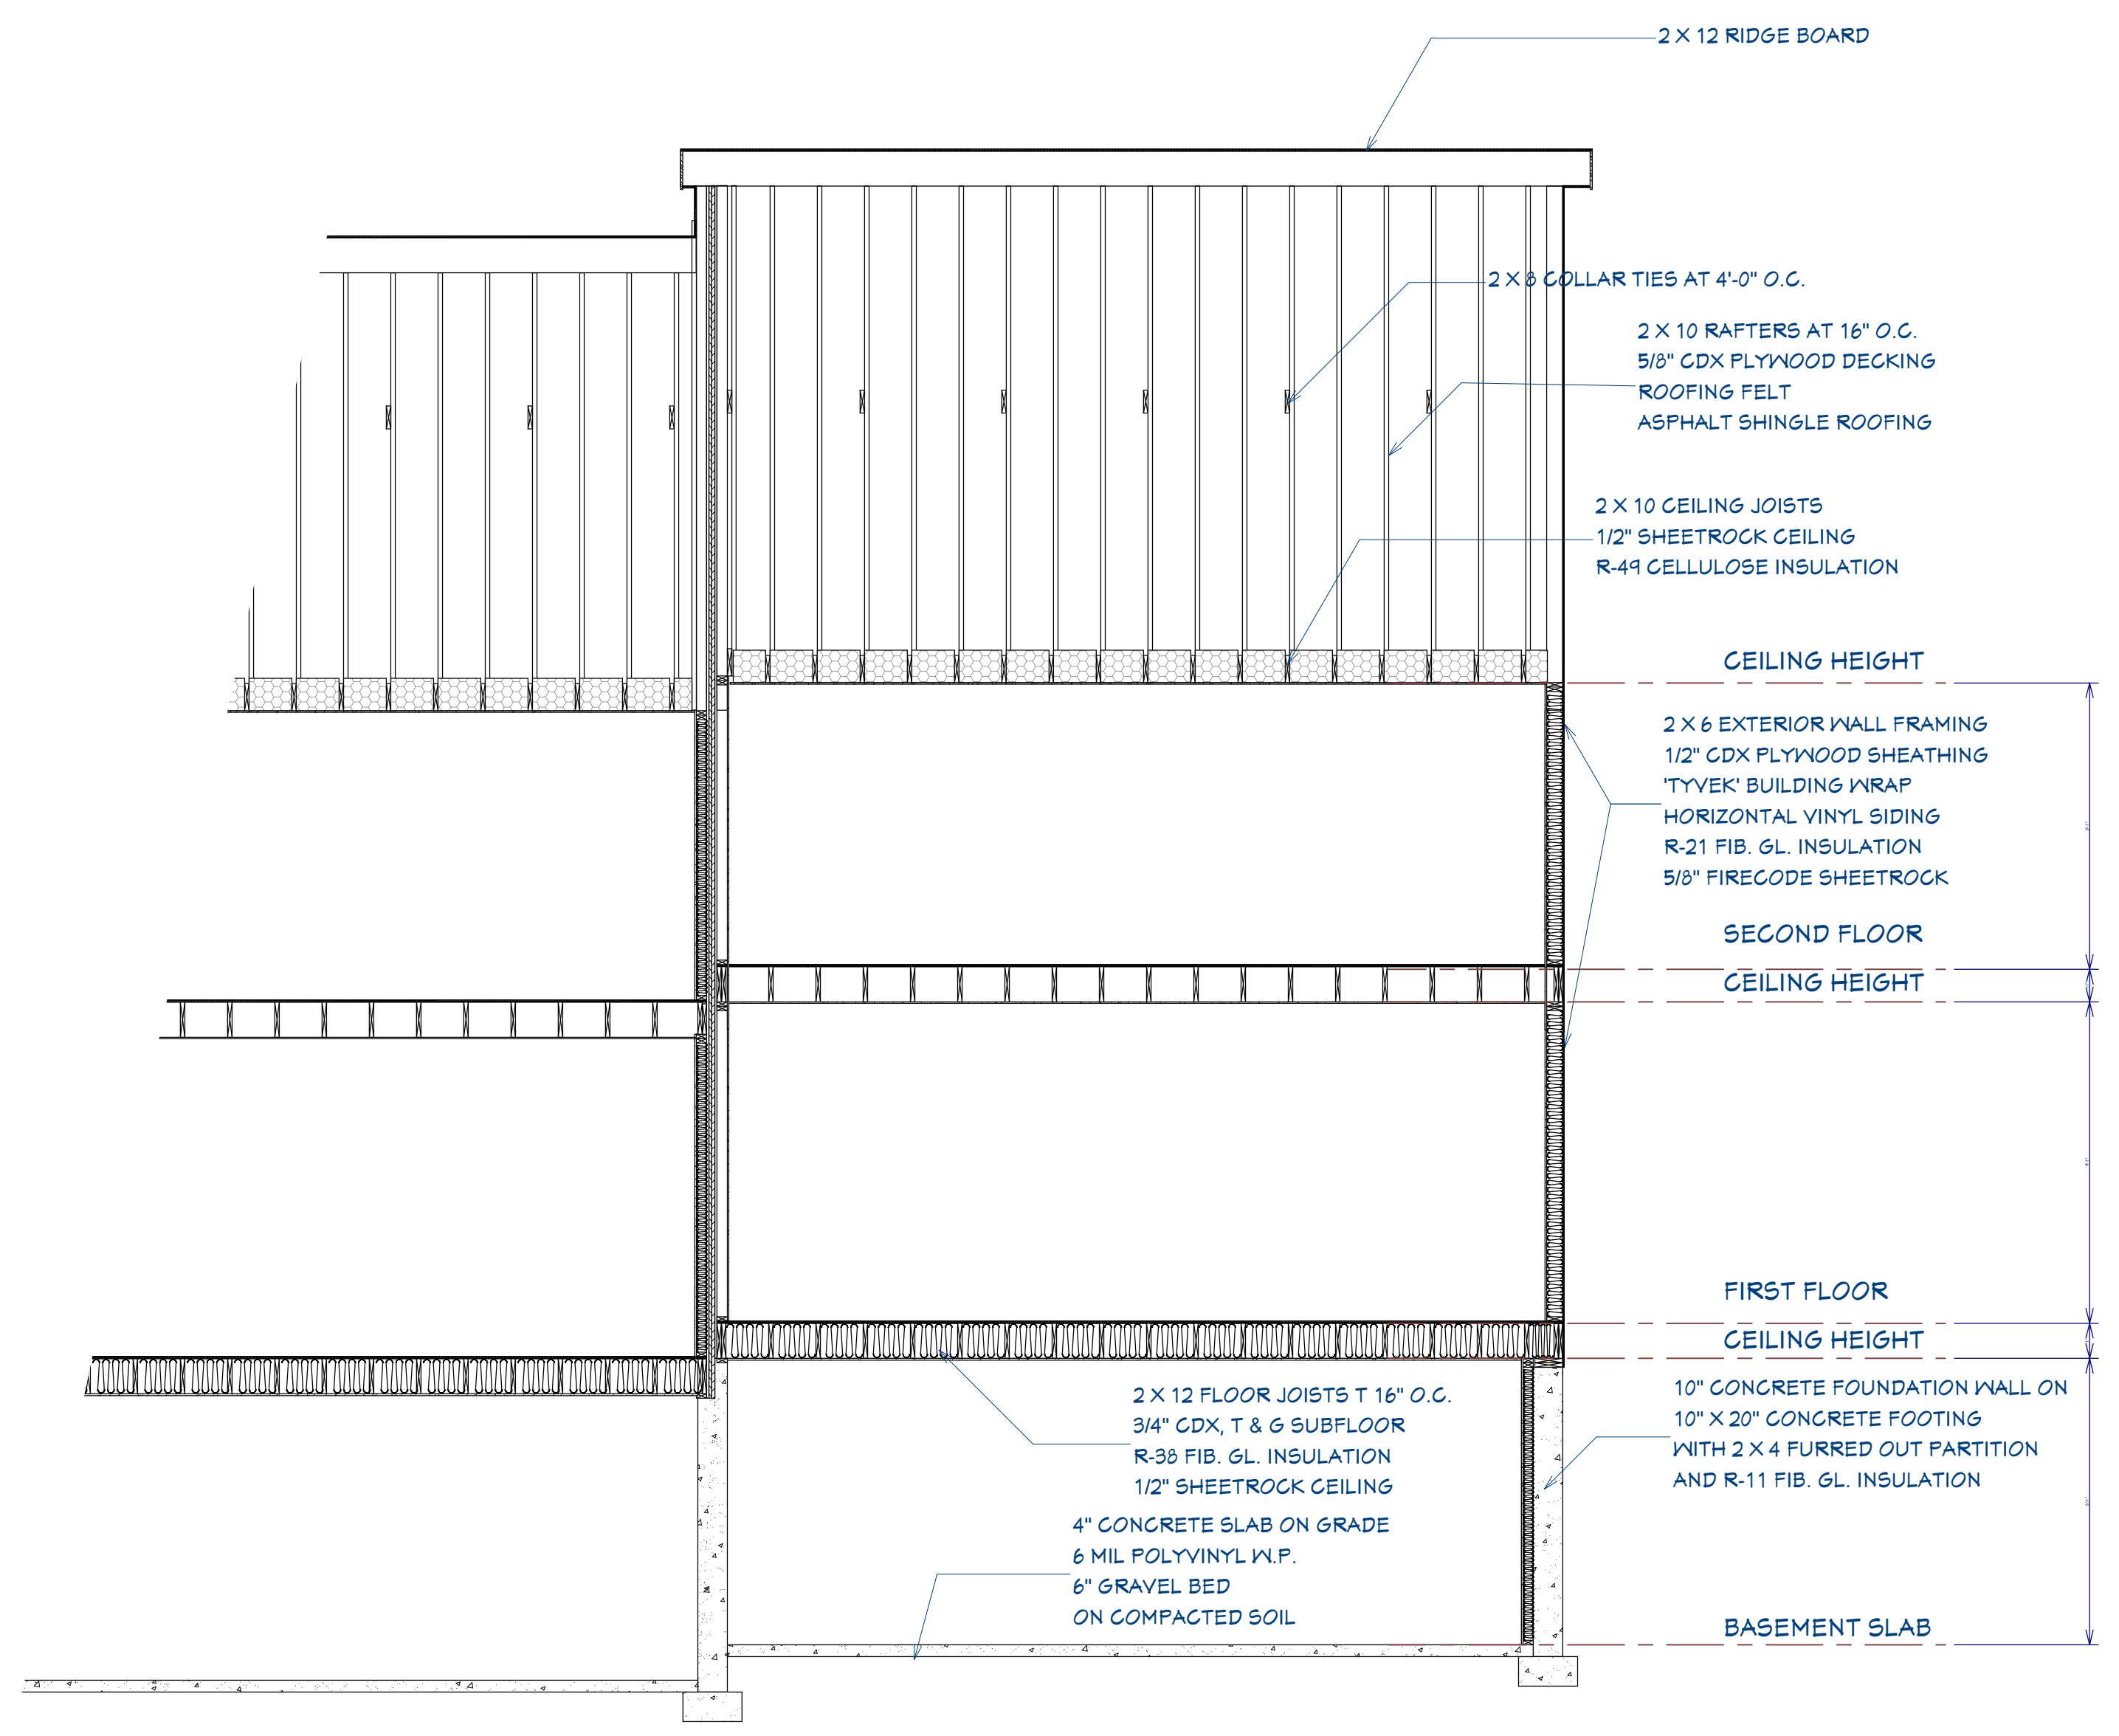 2 X 12 RIDGE BOARD
2 X 8 COLLAR TIES AT 4'-0" O.C.
2 X 10 RAFTERS AT 16" O.C.
5/8" CDX PLYWOOD DECKING
ROOFING FELT
ASPHALT SHINGLE ROOFING
2 X 10 CEILING JOISTS
1/2" SHEETROCK CEILING
R-49 CELLULOSE INSULATION
CEILING HEIGHT
2 X 6 EXTERIOR WALL FRAMING
1/2" CDX PLYWOOD SHEATHING
'TYVEK' BUILDING WRAP
HORIZONTAL VINYL SIDING
R-21 FIB. GL. INSULATION
5/8" FIRECODE SHEETROCK
SECOND FLOOR
CEILING HEIGHT
FIRST FLOOR
CEILING HEIGHT
2 X 12 FLOOR JOISTS T 16" O.C.
3/4" CDX, T & G SUBFLOOR
R-38 FIB. GL. INSULATION
1/2" SHEETROCK CEILING
10" CONCRETE FOUNDATION WALL ON
10" X 20" CONCRETE FOOTING
WITH 2 X 4 FURRED OUT PARTITION
AND R-11 FIB. GL. INSULATION
4" CONCRETE SLAB ON GRADE
6 MIL POLYVINYL W.P.
6" GRAVEL BED
ON COMPACTED SOIL
BASEMENT SLAB